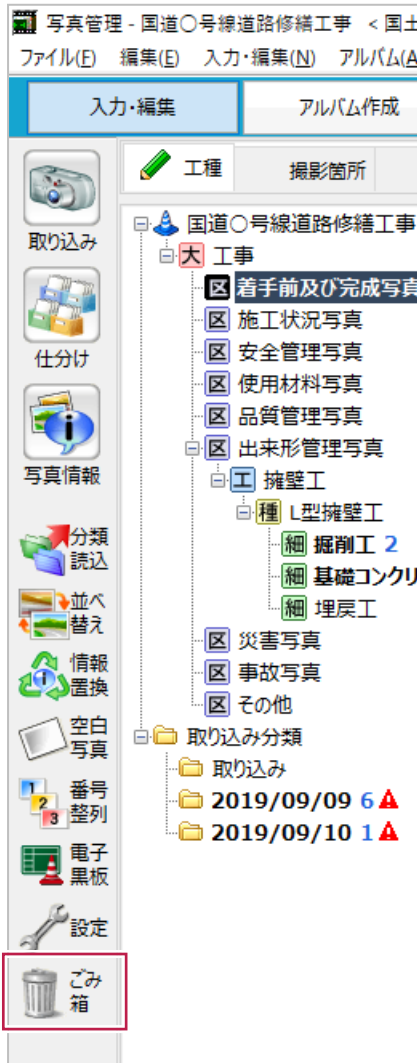 写真管理 - 国道○号線道路修繕工事 < 国土
ファイル(F) 編集(E) 入力・編集(N) アルバム(A
入力・編集 アルバム作成
取り込み
仕分け
写真情報
分類
読込
並べ
替え
情報
置換
空白
写真
番号
整列
電子
黒板
設定
ごみ
箱
工種 撮影箇所
国道○号線道路修繕工事
大 工事
区 着手前及び完成写真
区 施工状況写真
区 安全管理写真
区 使用材料写真
区 品質管理写真
区 出来形管理写真
工 擁壁工
種 L型擁壁工
細 掘削工 2
細 基礎コンクリ
細 埋戻工
区 災害写真
区 事故写真
区 その他
取り込み分類
取り込み
2019/09/09 6
2019/09/10 1